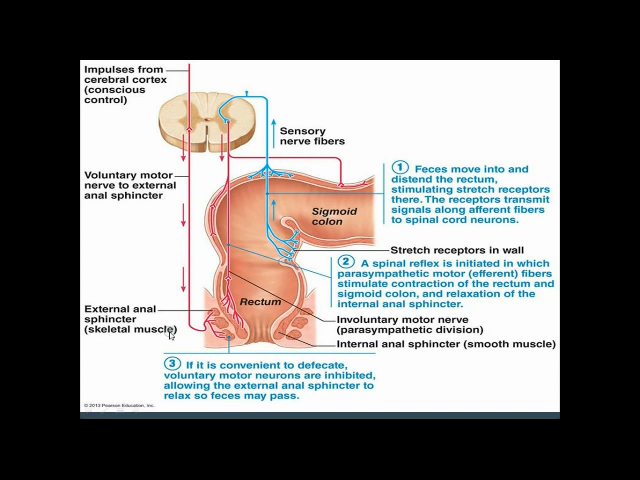 Impulses from
cerebral cortex
(conscious
control)
Sensory
nerve fibers
Voluntary motor
nerve to external
anal sphincter
1 Feces move into and
distend the rectum,
stimulating stretch receptors
there. The receptors transmit
signals along afferent fibers
to spinal cord neurons.
Sigmoid
colon
Stretch receptors in wall
2 A spinal reflex is initiated in which
parasympathetic motor (efferent) fibers
stimulate contraction of the rectum and
sigmoid colon, and relaxation of the
internal anal sphincter.
Rectum
External anal
sphincter
(skeletal muscle)
Involuntary motor nerve
(parasympathetic division)
Internal anal sphincter (smooth muscle)
3 If it is convenient to defecate,
voluntary motor neurons are inhibited,
allowing the external anal sphincter to
relax so feces may pass.
© 2013 Pearson Education, Inc.